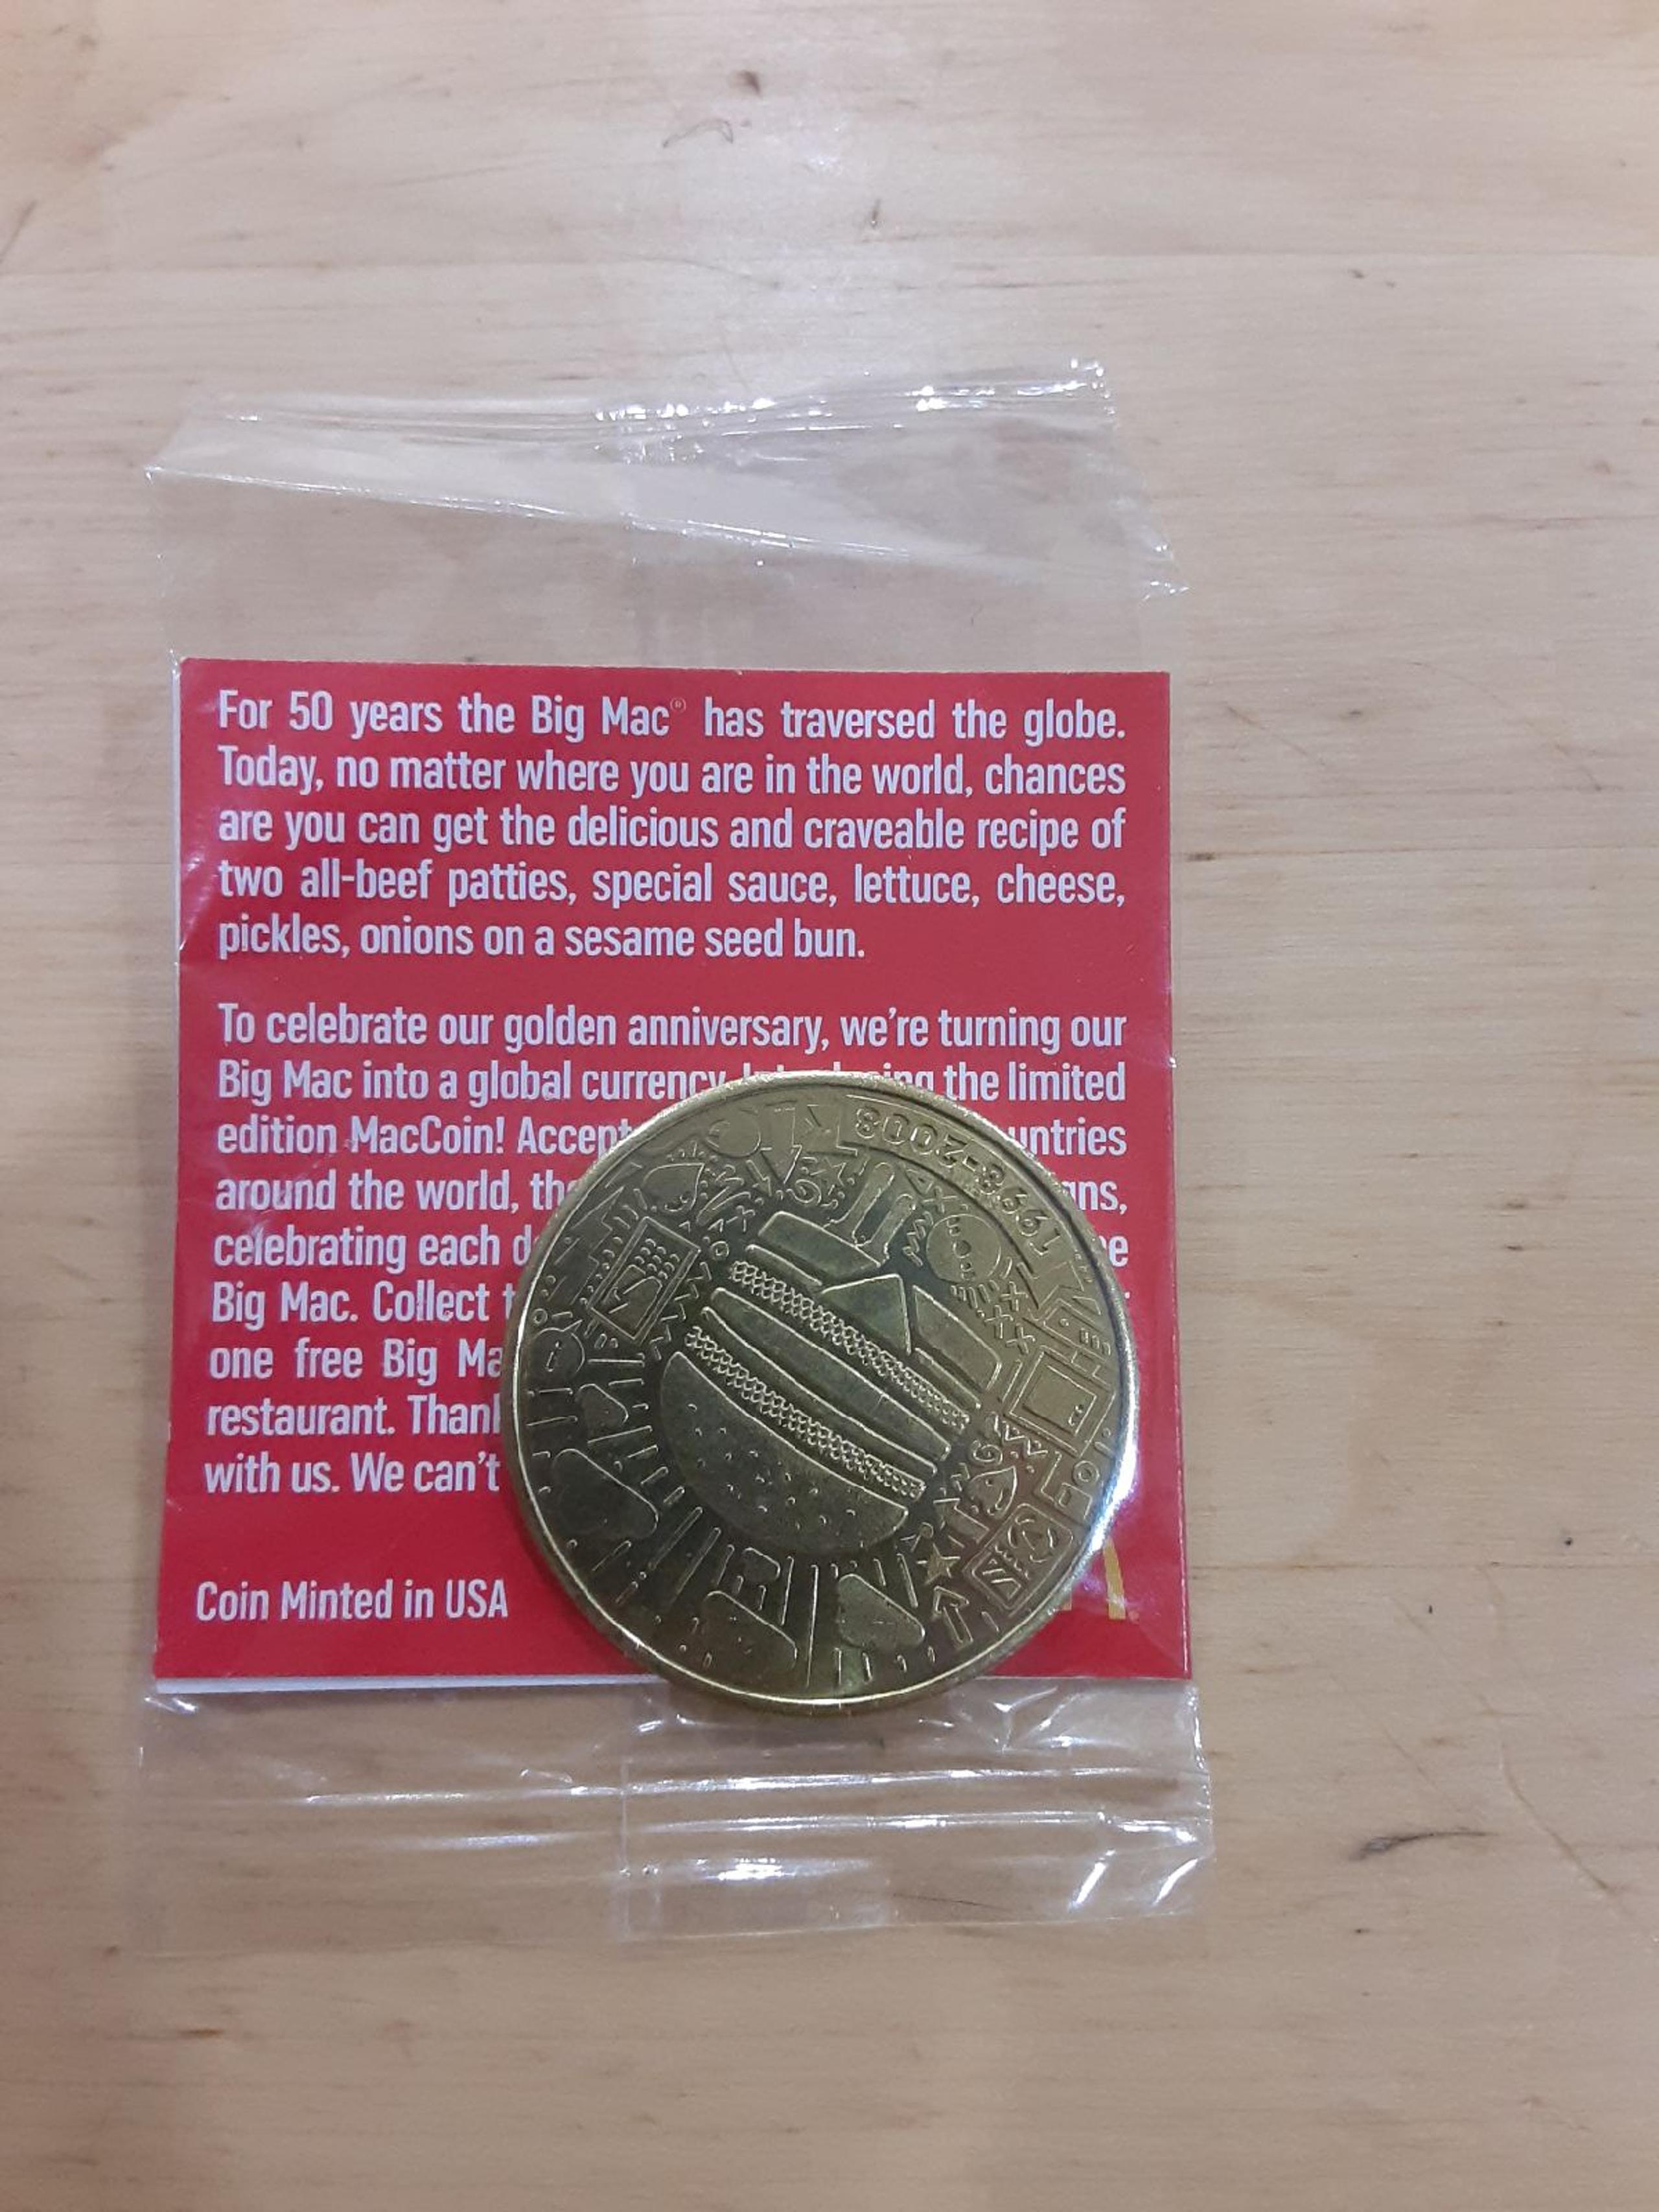 For 50 years the Big Mac® has traversed the globe.
Today, no matter where you are in the world, chances
are you can get the delicious and craveable recipe of
two all-beef patties, special sauce, lettuce, cheese,
pickles, onions on a sesame seed bun.
To celebrate our golden anniversary, we're turning our
Big Mac into a global currency. the limited
edition MacCoin!
around the world,
celebrating each
Big Mac. Collect
one free Big
restaurant.
with us. We can't
Coin Minted in USA
1998-2003